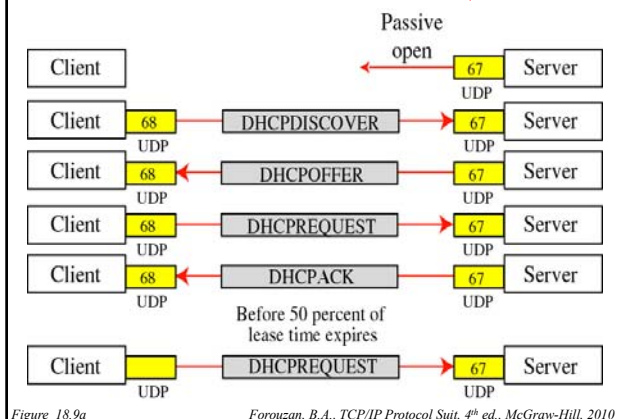 Passive
open
Client 67 Server
UDP
Client 68 DHCPDISCOVER 67 Server
UDP UDP
Client 68 DHCPOFFER 67 Server
UDP UDP
Client 68 DHCPREQUEST 67 Server
UDP UDP
Client 68 DHCPACK 67 Server
UDP UDP
Before 50 percent of
lease time expires
Client DHCPREQUEST 67 Server
UDP UDP
Figure 18.9a Forouzan, B.A., TCP/IP Protocol Suit, 4th ed., McGraw-Hill, 2010